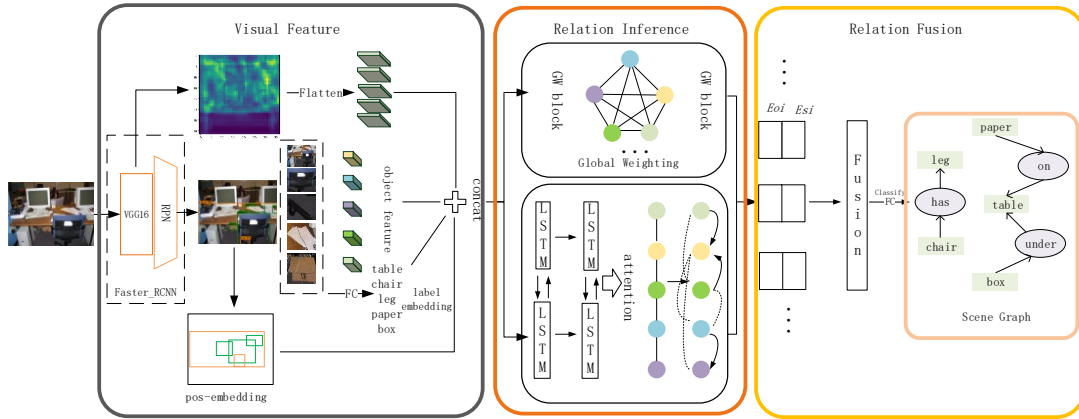 Visual Feature
Flatten
VGG16
RPN
Faster_RCNN
object feature
FC
table
chair
leg
paper
box
label
embedding
concat
pos-embedding
Relation Inference
GW block
GW block
• • • •
Global Weighting
LSTM
LSTM
LSTM
LSTM
attention
Relation Fusion
Eoi
Esi
Fusion
Classify
FC
paper
leg
on
has
table
chair
under
box
Scene Graph